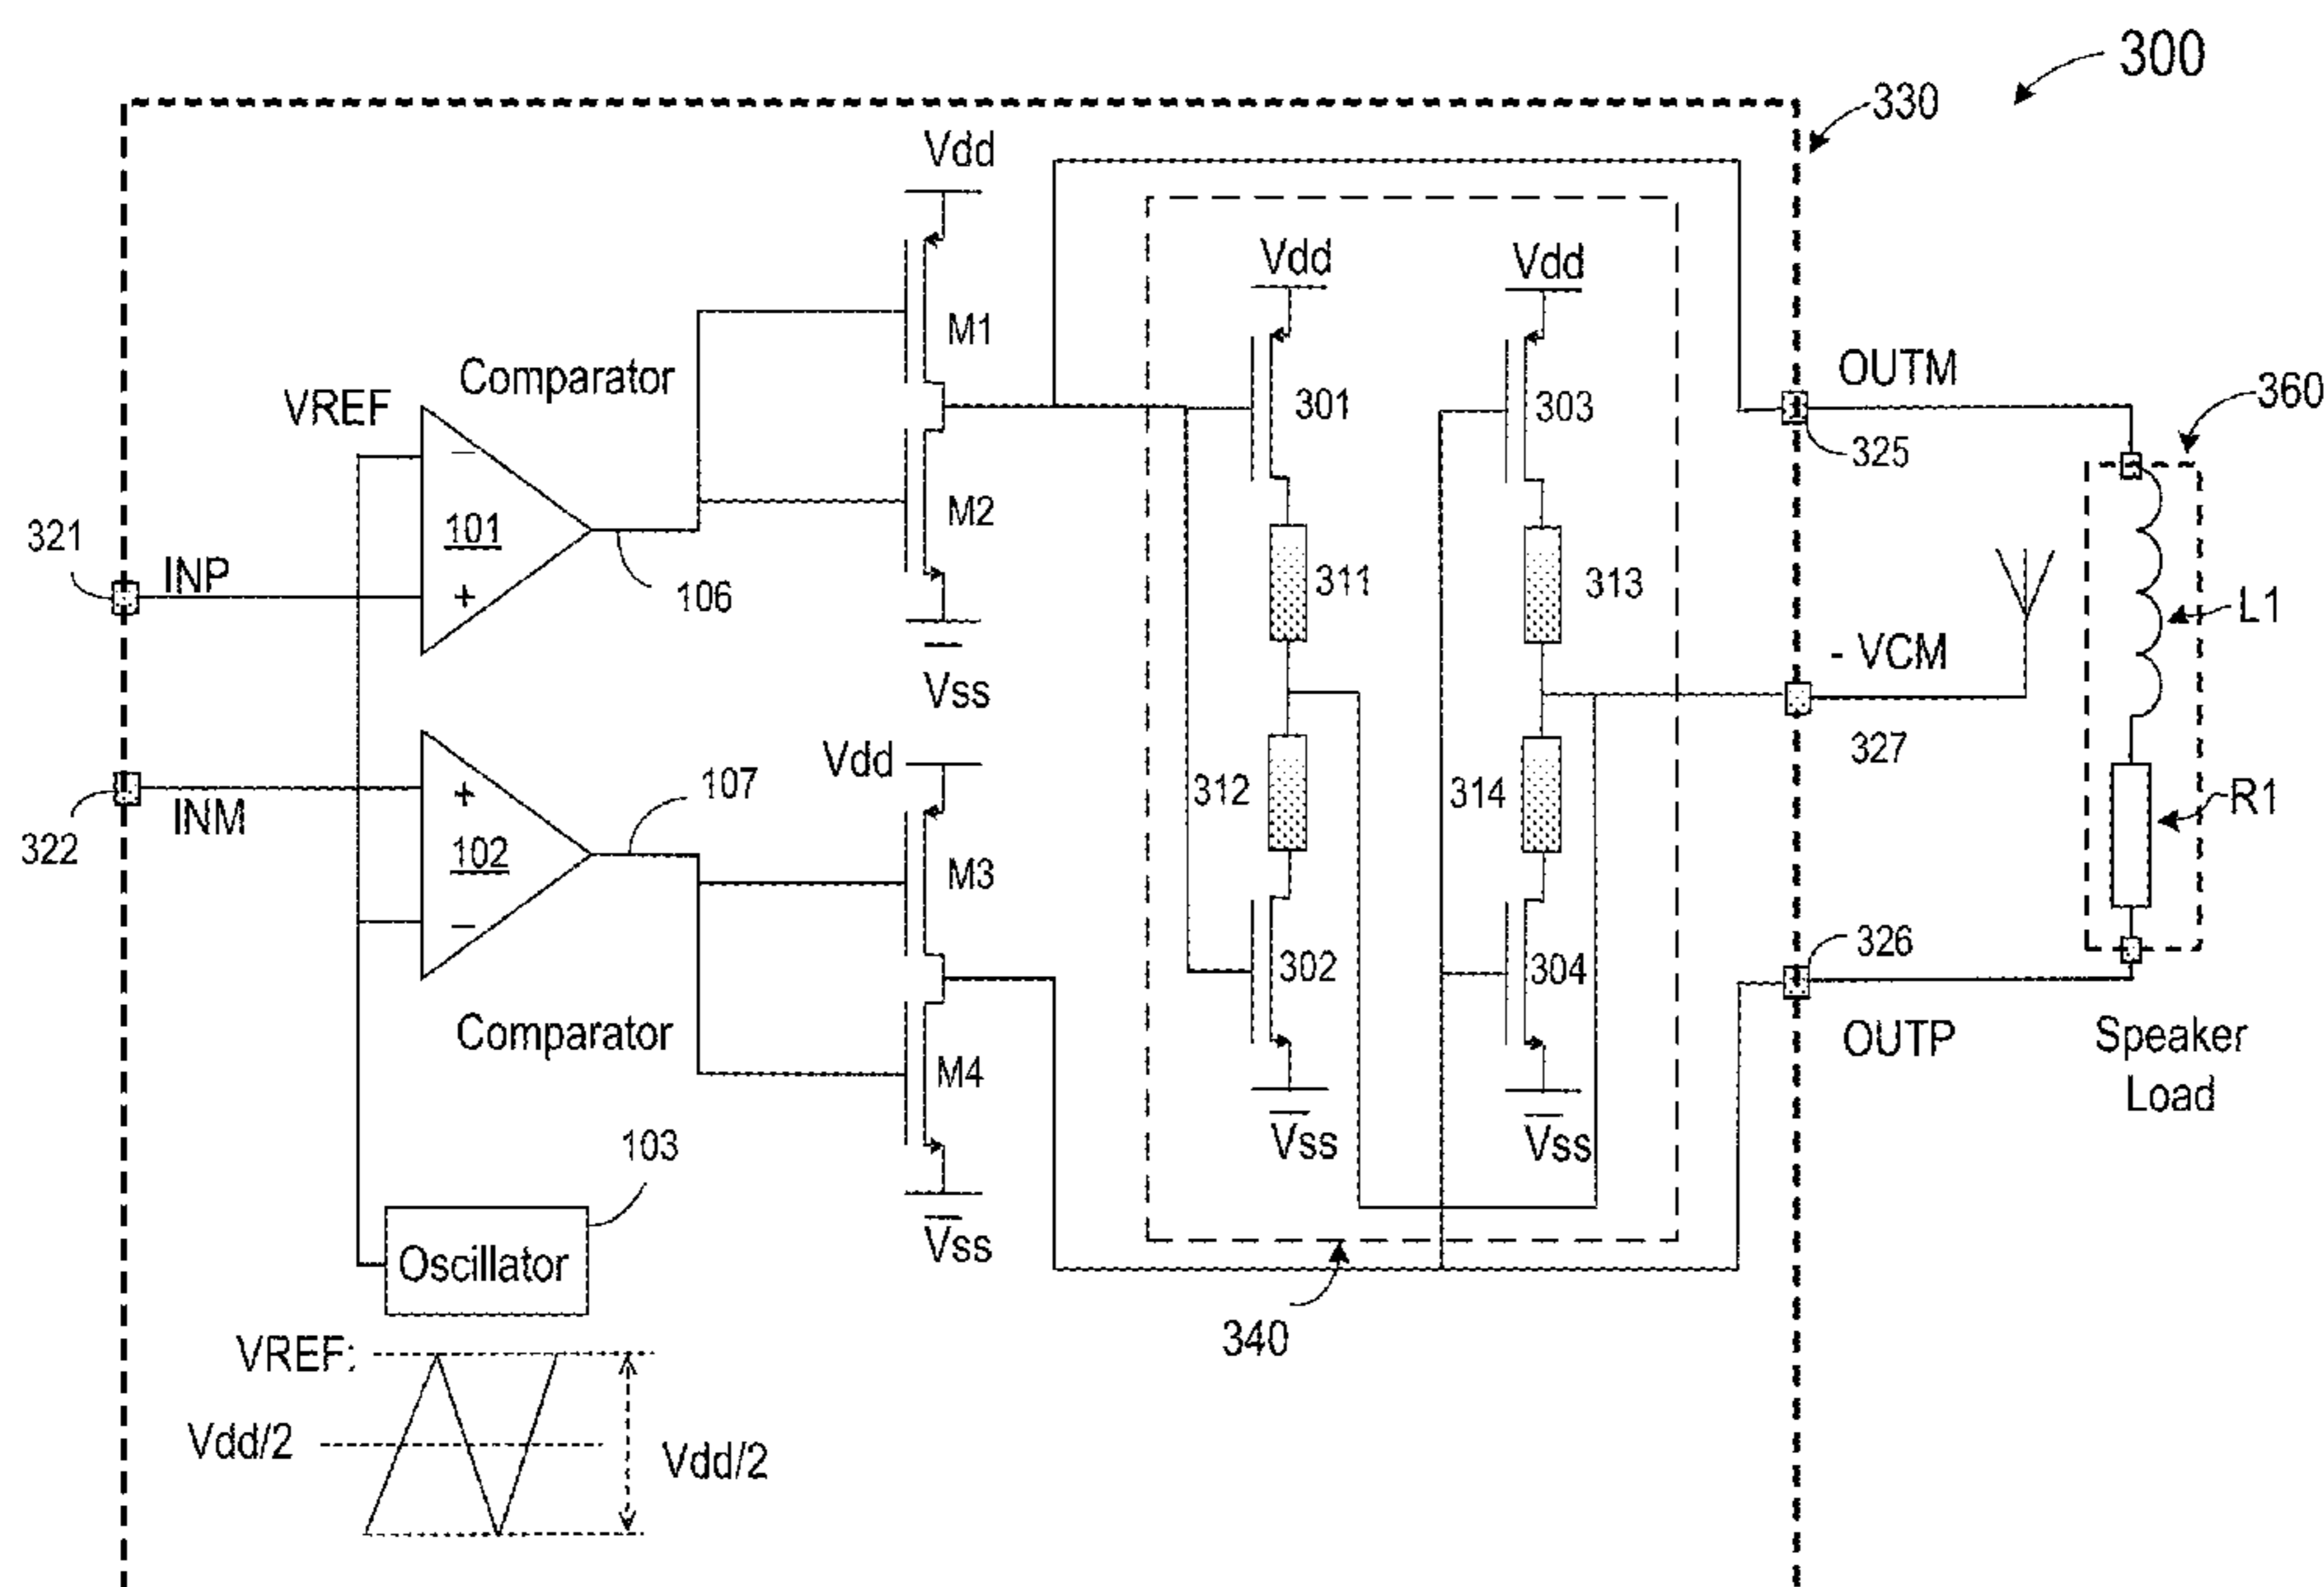 300
330
Vdd
Vdd
Vdd
M1
Comparator
VREF
301
303
OUTM
360
325
−
M2
101
321
INP
+
106
311
313
L1
- VCM
Vss
327
Vdd
107
312
314
R1
+
INM
322
102
M3
326
−
302
304
Comparator
OUTP
Speaker
Load
M4
103
Vss
Vss
Oscillator
Vss
340
VREF:
Vdd/2
Vdd/2